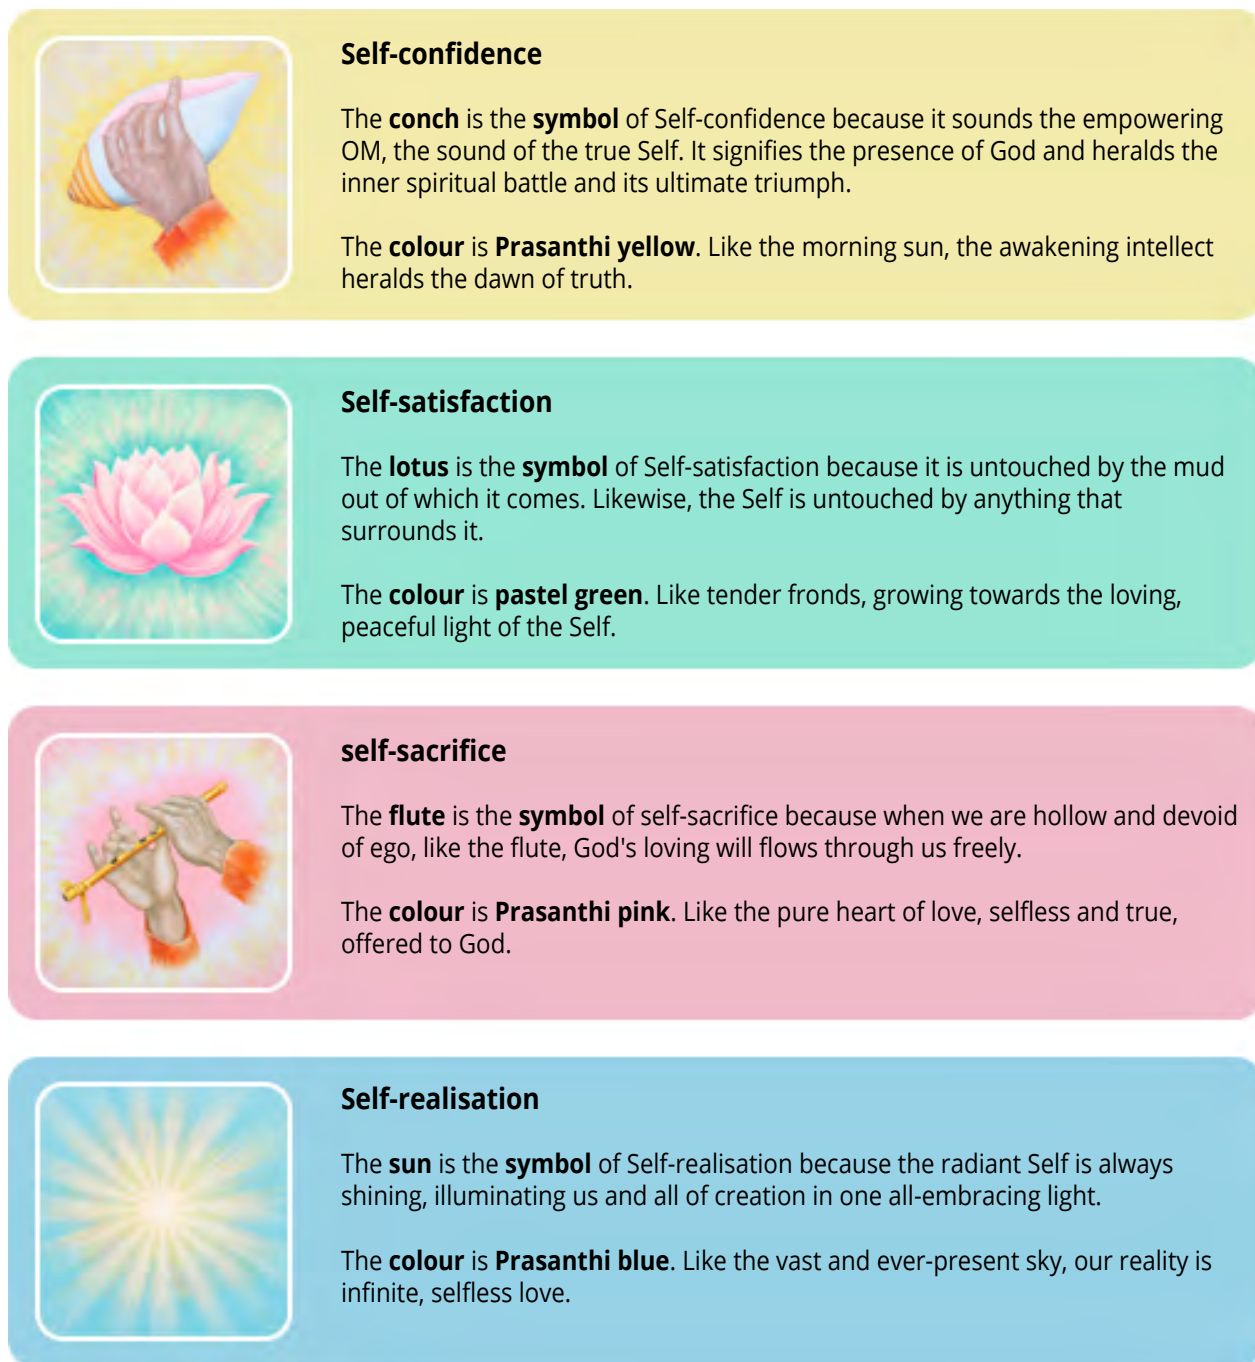 Self-confidence
The conch is the symbol of Self-confidence because it sounds the empowering
OM, the sound of the true Self. It signifies the presence of God and heralds the
inner spiritual battle and its ultimate triumph.
The colour is Prasanthi yellow. Like the morning sun, the awakening intellect
heralds the dawn of truth.
Self-satisfaction
The lotus is the symbol of Self-satisfaction because it is untouched by the mud
out of which it comes. Likewise, the Self is untouched by anything that
surrounds it.
The colour is pastel green. Like tender fronds, growing towards the loving,
peaceful light of the Self.
self-sacrifice
The flute is the symbol of self-sacrifice because when we are hollow and devoid
of ego, like the flute, God's loving will flows through us freely.
The colour is Prasanthi pink. Like the pure heart of love, selfless and true,
offered to God.
Self-realisation
The sun is the symbol of Self-realisation because the radiant Self is always
shining, illuminating us and all of creation in one all-embracing light.
The colour is Prasanthi blue. Like the vast and ever-present sky, our reality is
infinite, selfless love.